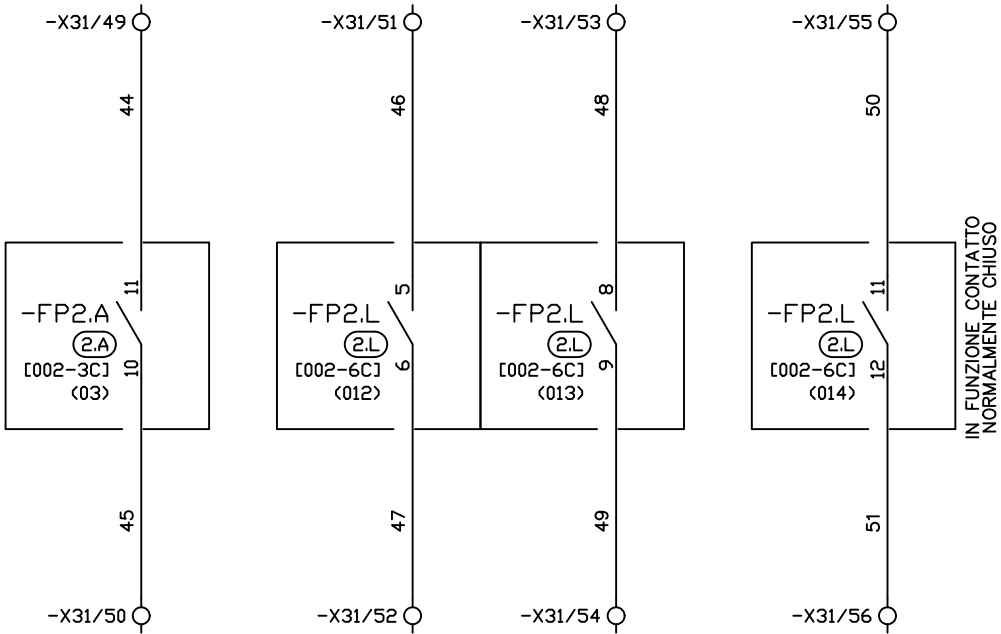 -X31/49
44
11
-FP2.A
2.A
[002-3C]
10
(03)
45
-X31/50
-X31/51
46
5
-FP2.L
2.L
[002-6C]
6
(012)
47
-X31/52
-X31/53
48
8
-FP2.L
2.L
[002-6C]
9
(013)
49
-X31/54
-X31/55
50
11
-FP2.L
2.L
[002-6C]
12
(014)
51
-X31/56
IN FUNZIONE CONTATTO
NORMALMENTE CHIUSO